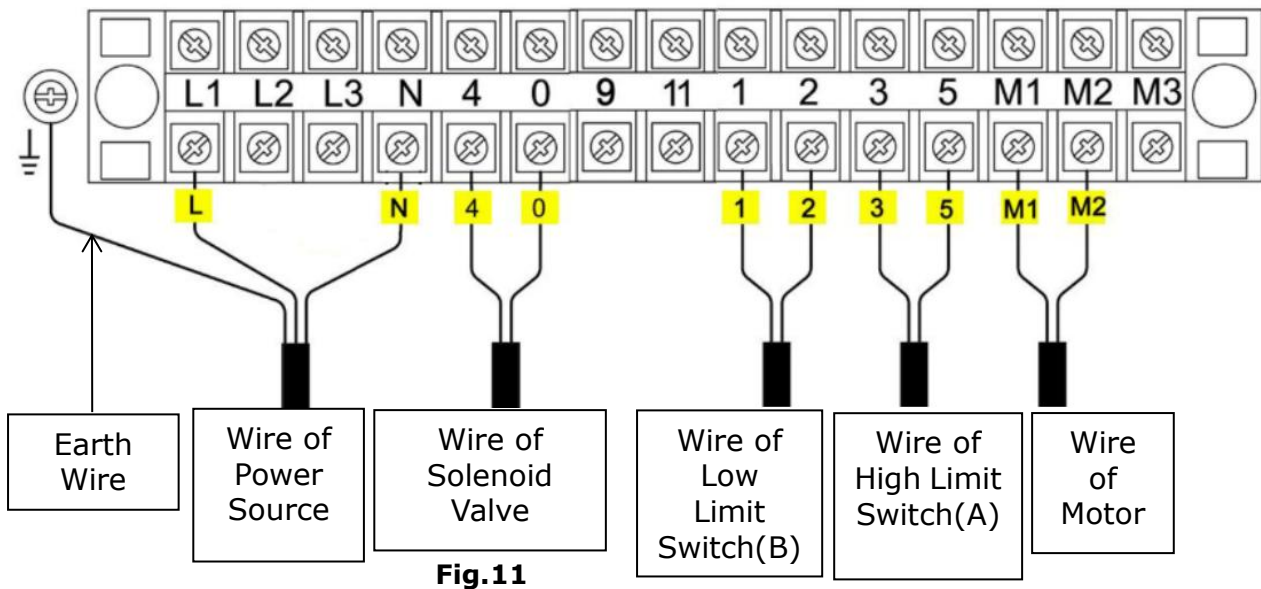 L1 L2 L3 N 4 0 9 11 1 2 3 5 M1 M2 M3
L N 4 0 1 2 3 5 M1 M2
Earth
Wire
Wire of
Power
Source
Wire of
Solenoid
Valve
Wire of
Low
Limit
Switch(B)
Wire of
High Limit
Switch(A)
Wire
of
Motor
Fig.11